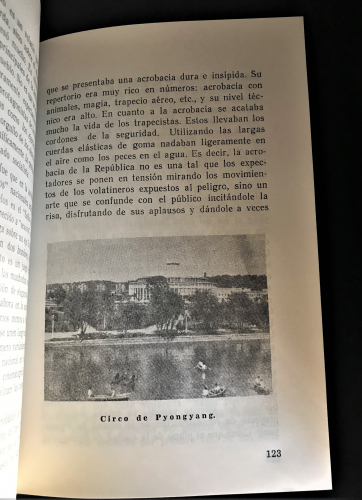 que se presentaba una acrobacia dura e insípida. Su
repertorio era muy rico en números: acrobacia con
animales, magia, trapecio aéreo, etc., y su nivel téc-
nico era alto. En cuanto a la acrobacia se acataba
mucho la vida de los trapecistas. Estos llevaban los
cordones de la seguridad. Utilizando las largas
cuerdas elásticas de goma nadaban ligeramente en
el aire como los peces en el agua. Es decir, la acro-
bacia de la República no es una tal que los espec-
tadores se ponen en tensión mirando los movimien-
tos de los volatineros expuestos al peligro, sino un
arte que se confunde con el público incitándole la
risa, disfrutando de sus aplausos y dándole a veces
Circo de Pyongyang.
123